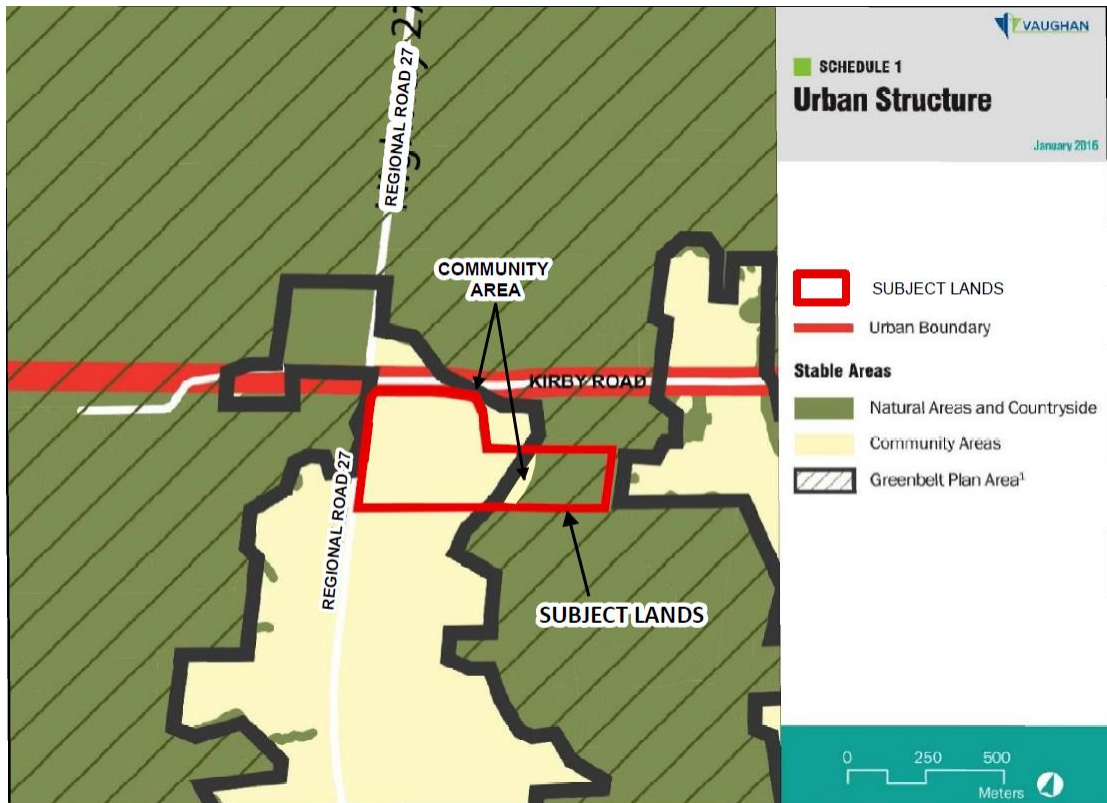 REGIONAL ROAD 27
COMMUNITY
AREA
KIRBY ROAD
REGIONAL ROAD 27
SUBJECT LANDS
VAUGHAN
SCHEDULE 1
Urban Structure
January 2016
SUBJECT LANDS
Urban Boundary
Stable Areas
Natural Areas and Countryside
Community Areas
Greenbelt Plan Area¹
0 250 500
Meters